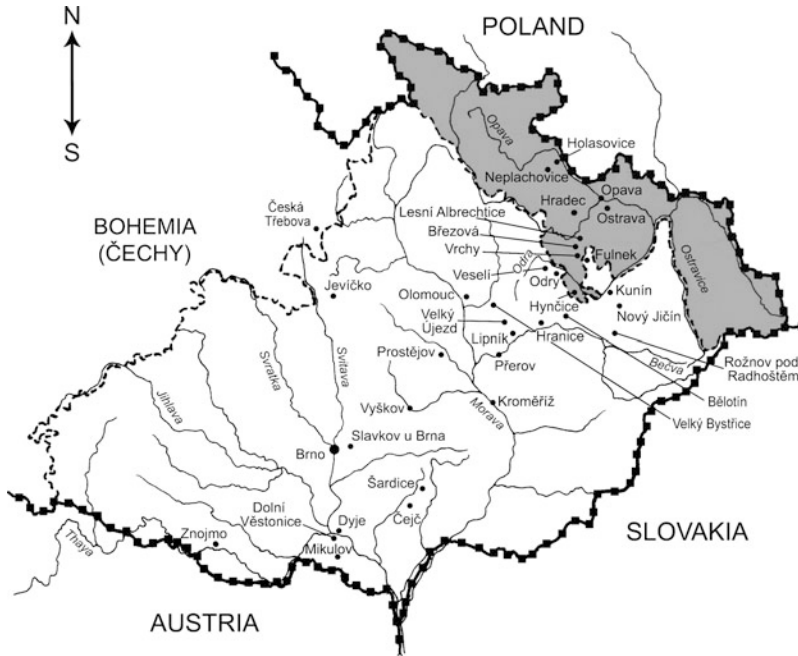 N
S
POLAND
Opava
Holasovice
Neplachovice
Opava
Hradec
Ostrava
Lesní Albrechtice
Česká
Třebova
Březová
BOHEMIA
(ČECHY)
Vrchy
Fulnek
Odra
Ostravice
Veselí
Odry
Kunín
Jevíčko
Olomouc
Hynčice
Nový Jičín
Velký
Újezd
Hranice
Lipník
Svratka
Svitava
Prostějov
Přerov
Bečva
Rožnov pod
Radhoštěm
Jihlava
Bělotín
Vyškov
Morava
Kroměříž
Velký Bystřice
Slavkov u Brna
Brno
Šardice
Dolní
Věstonice
Dyje
Čejč
Znojmo
Mikulov
Thaya
SLOVAKIA
AUSTRIA